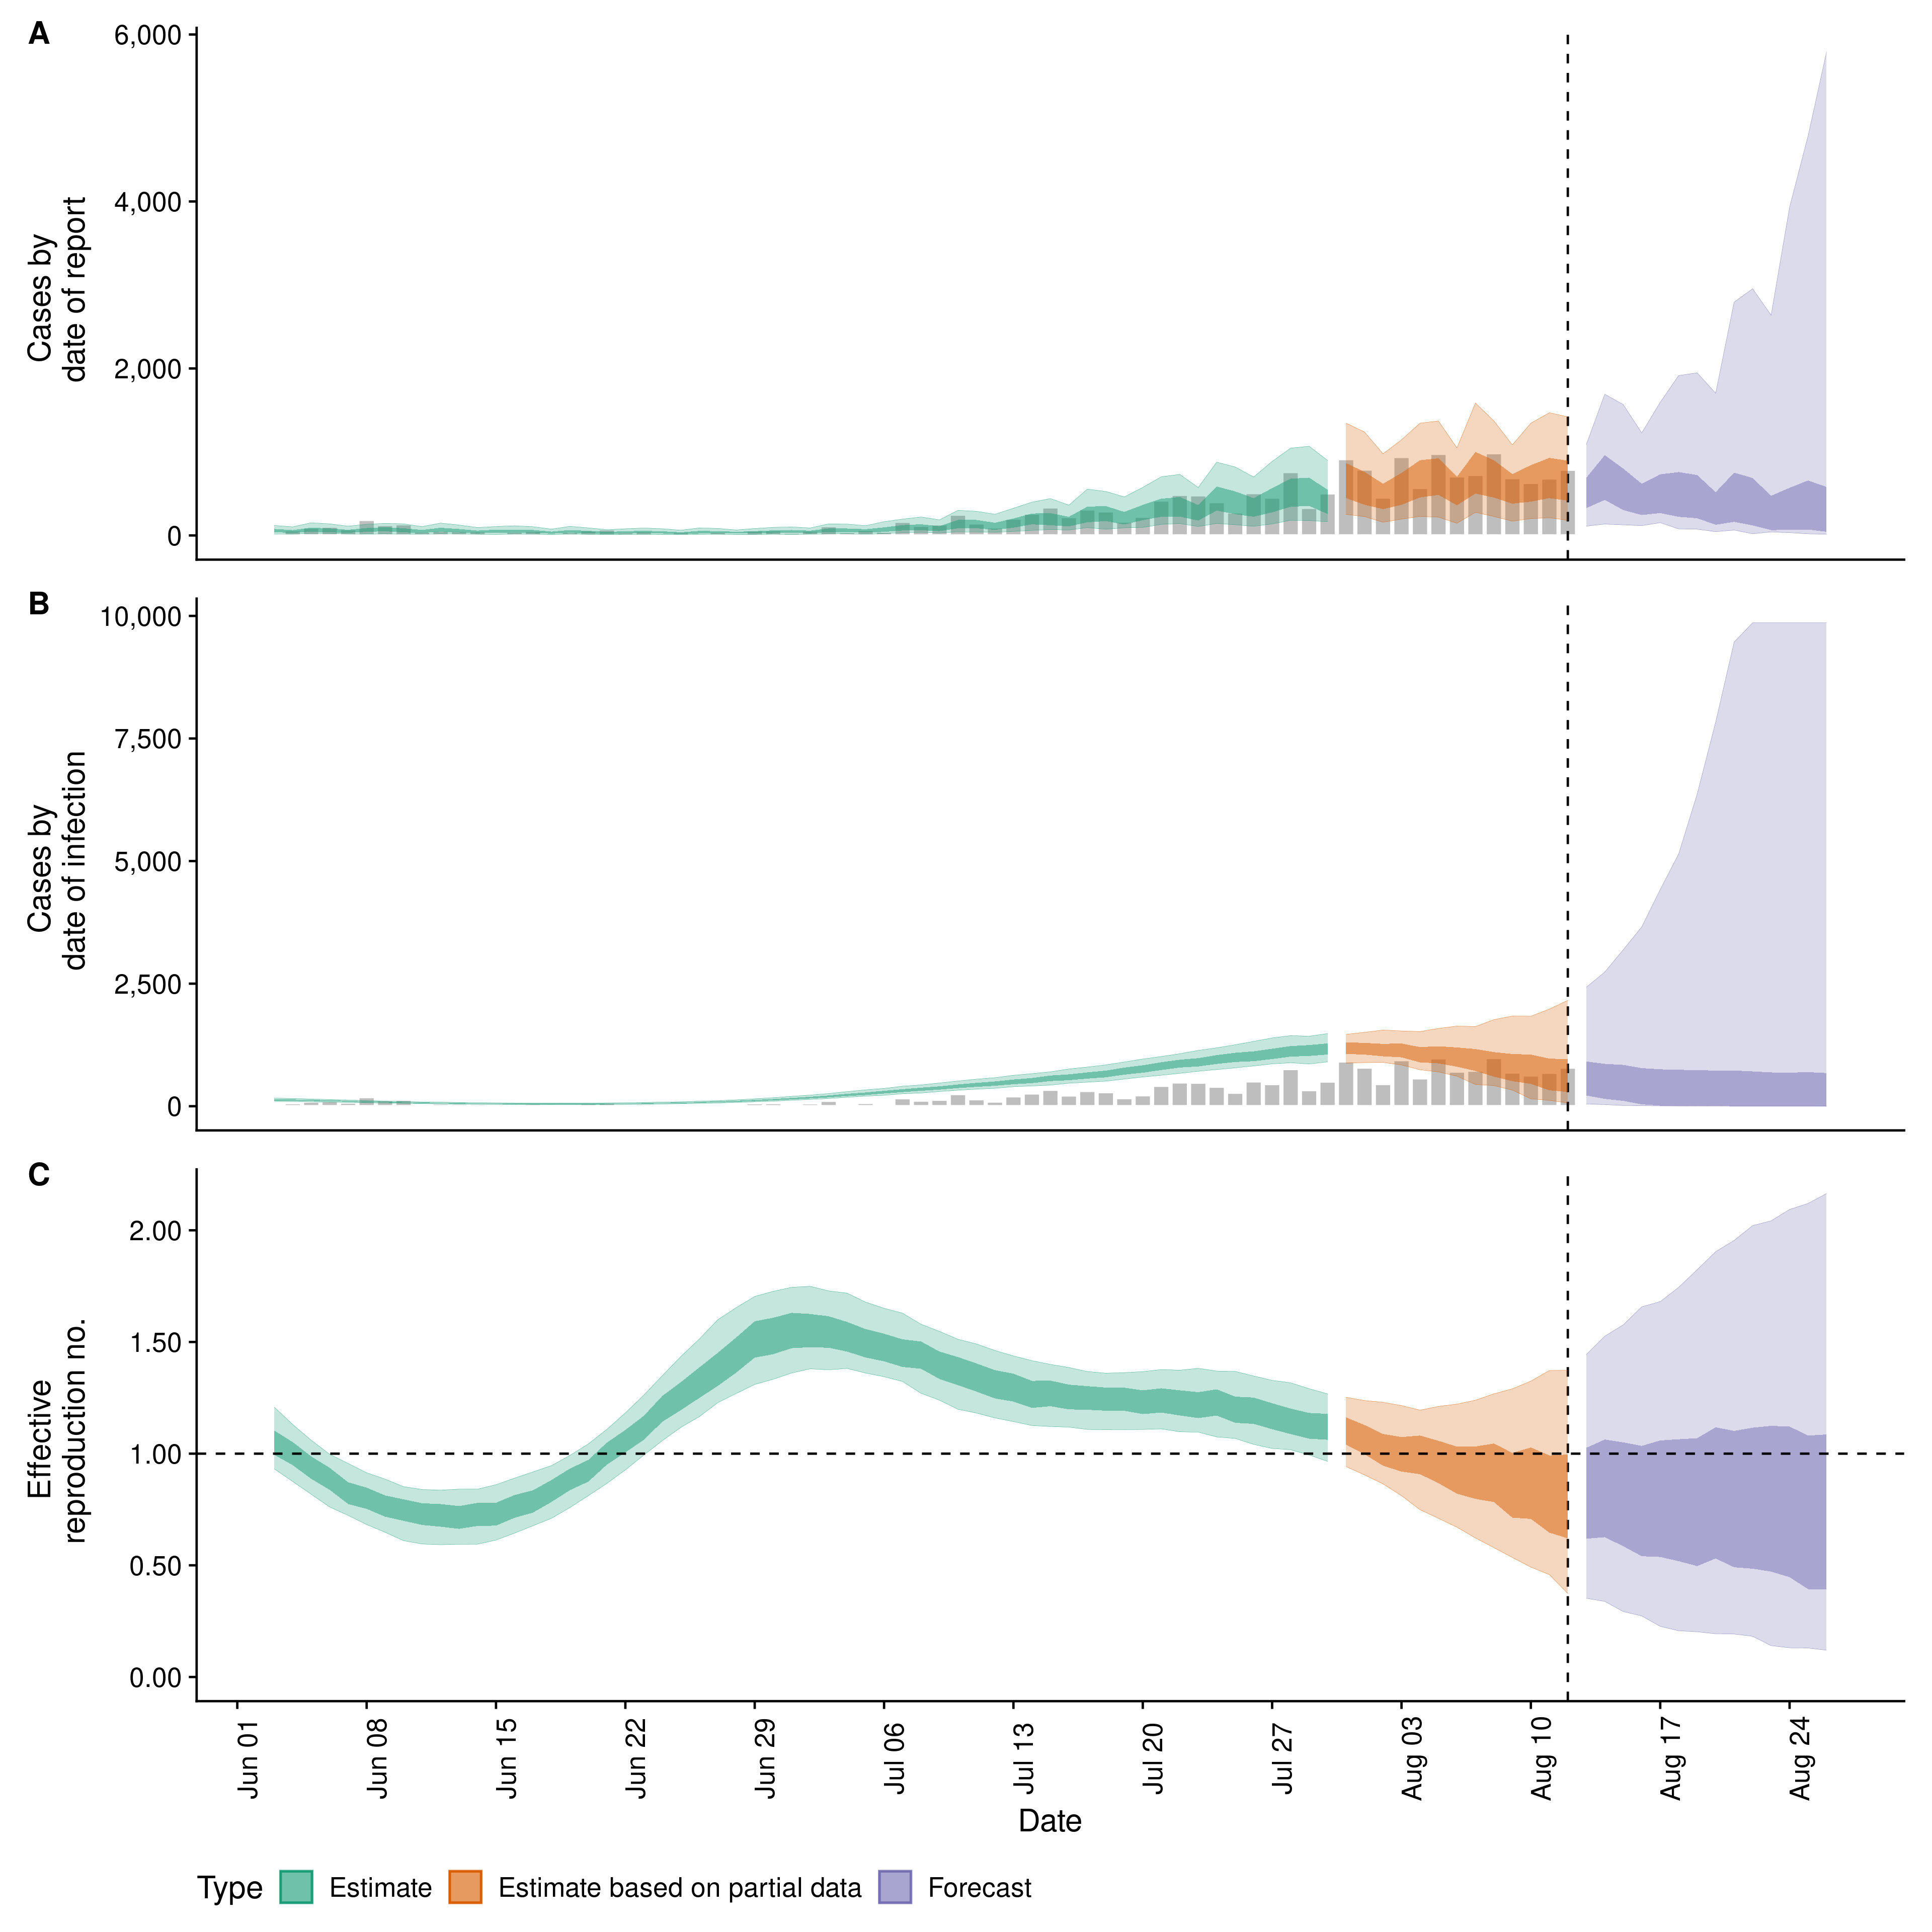 A
6,000
4,000
2,000
0
Cases by
date of report
B
10,000
7,500
5,000
2,500
0
Cases by
date of infection
C
2.00
1.50
1.00
0.50
0.00
Effective
reproduction no.
Jun 01
Jun 08
Jun 15
Jun 22
Jun 29
Jul 06
Jul 13
Jul 20
Jul 27
Aug 03
Aug 10
Aug 17
Aug 24
Date
Type Estimate Estimate based on partial data Forecast